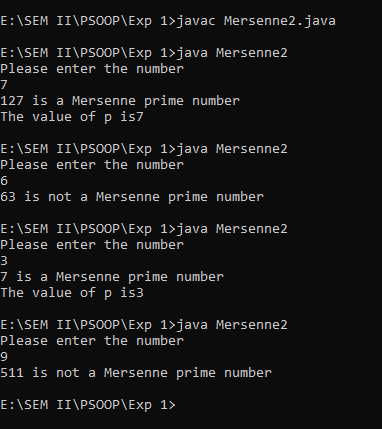 E:\SEM II\PSOOP\Exp 1>javac Mersenne2.java
E:\SEM II\PSOOP\Exp 1>java Mersenne2
Please enter the number
7
127 is a Mersenne prime number
The value of p is7
E:\SEM II\PSOOP\Exp 1>java Mersenne2
Please enter the number
6
63 is not a Mersenne prime number
E:\SEM II\PSOOP\Exp 1>java Mersenne2
Please enter the number
3
7 is a Mersenne prime number
The value of p is3
E:\SEM II\PSOOP\Exp 1>java Mersenne2
Please enter the number
9
511 is not a Mersenne prime number
E:\SEM II\PSOOP\Exp 1>